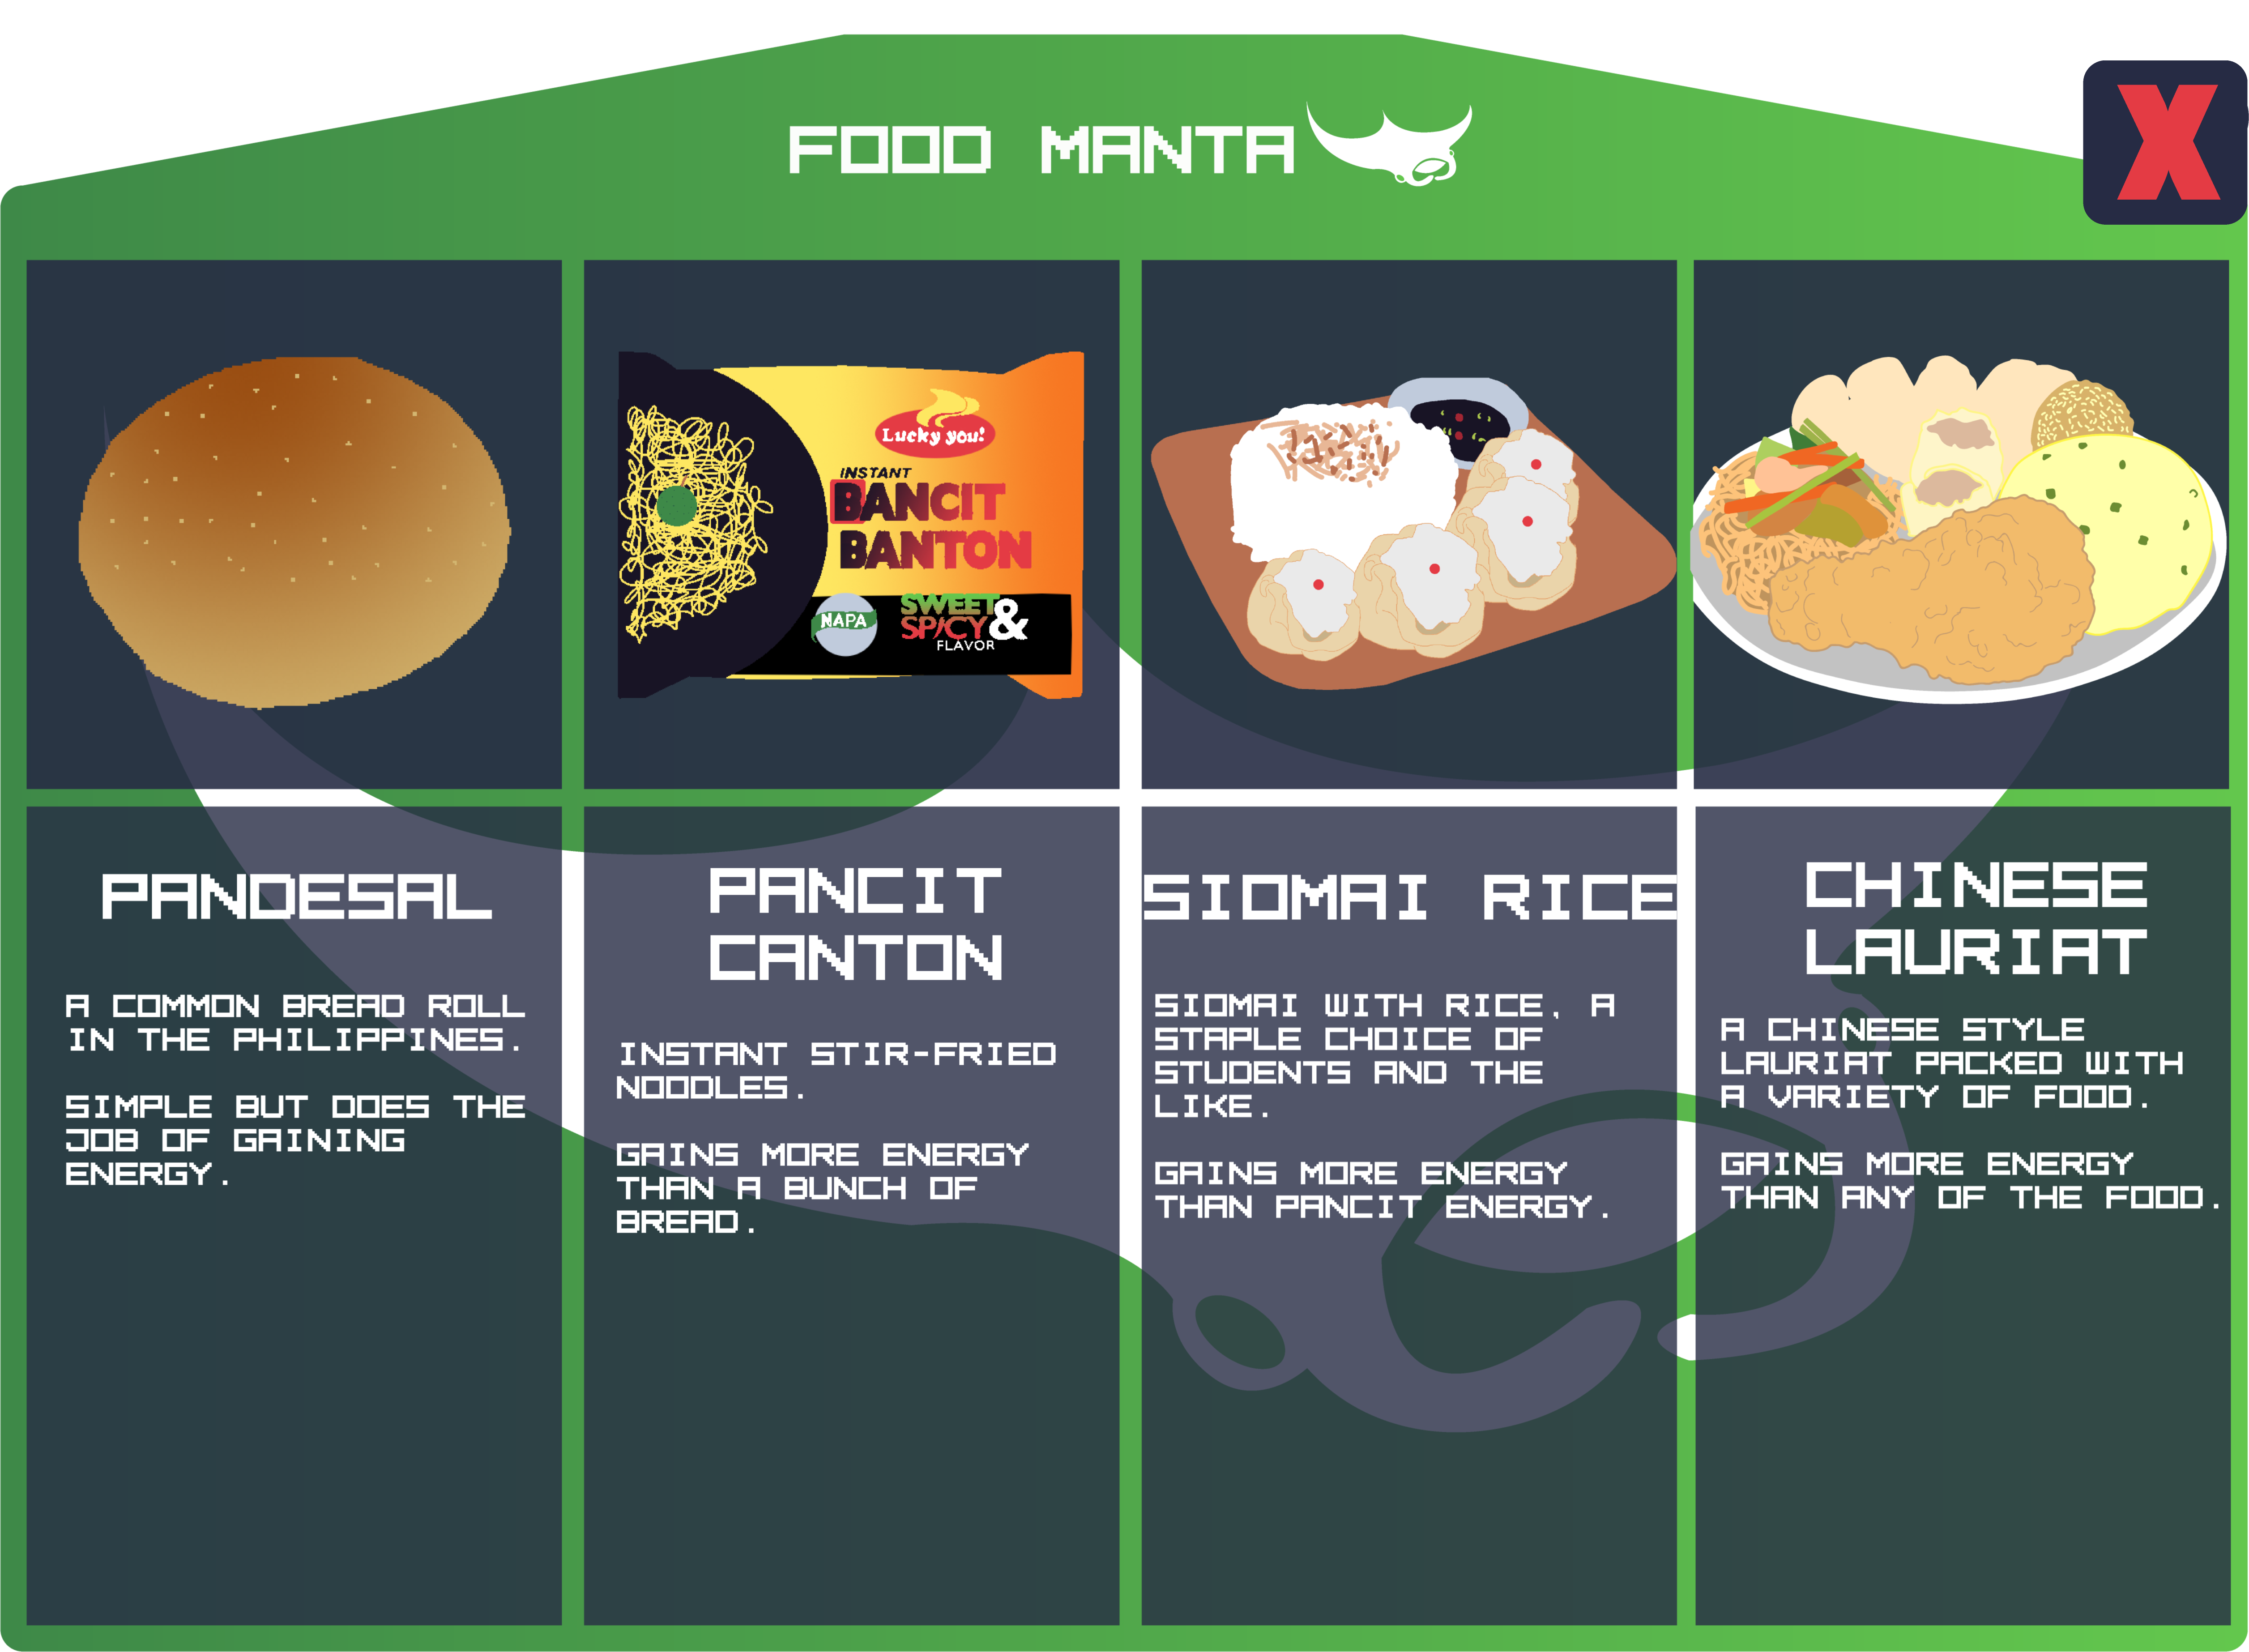 FOOD MANTA
X
Lucky you!
INSTANT
BANCIT
BANTON
NAPA
SWEET &
SPICY
FLAVOR
PANDESAL
A COMMON BREAD ROLL
IN THE PHILIPPINES.
SIMPLE BUT DOES THE
JOB OF GAINING
ENERGY.
PANCIT
CANTON
INSTANT STIR-FRIED
NOODLES.
GAINS MORE ENERGY
THAN A BUNCH OF
BREAD.
SIOMAI RICE
SIOMAI WITH RICE, A
STAPLE CHOICE OF
STUDENTS AND THE
LIKE.
GAINS MORE ENERGY
THAN PANCIT ENERGY.
CHINESE
LAURIAT
A CHINESE STYLE
LAURIAT PACKED WITH
A VARIETY OF FOOD.
GAINS MORE ENERGY
THAN ANY OF THE FOOD.